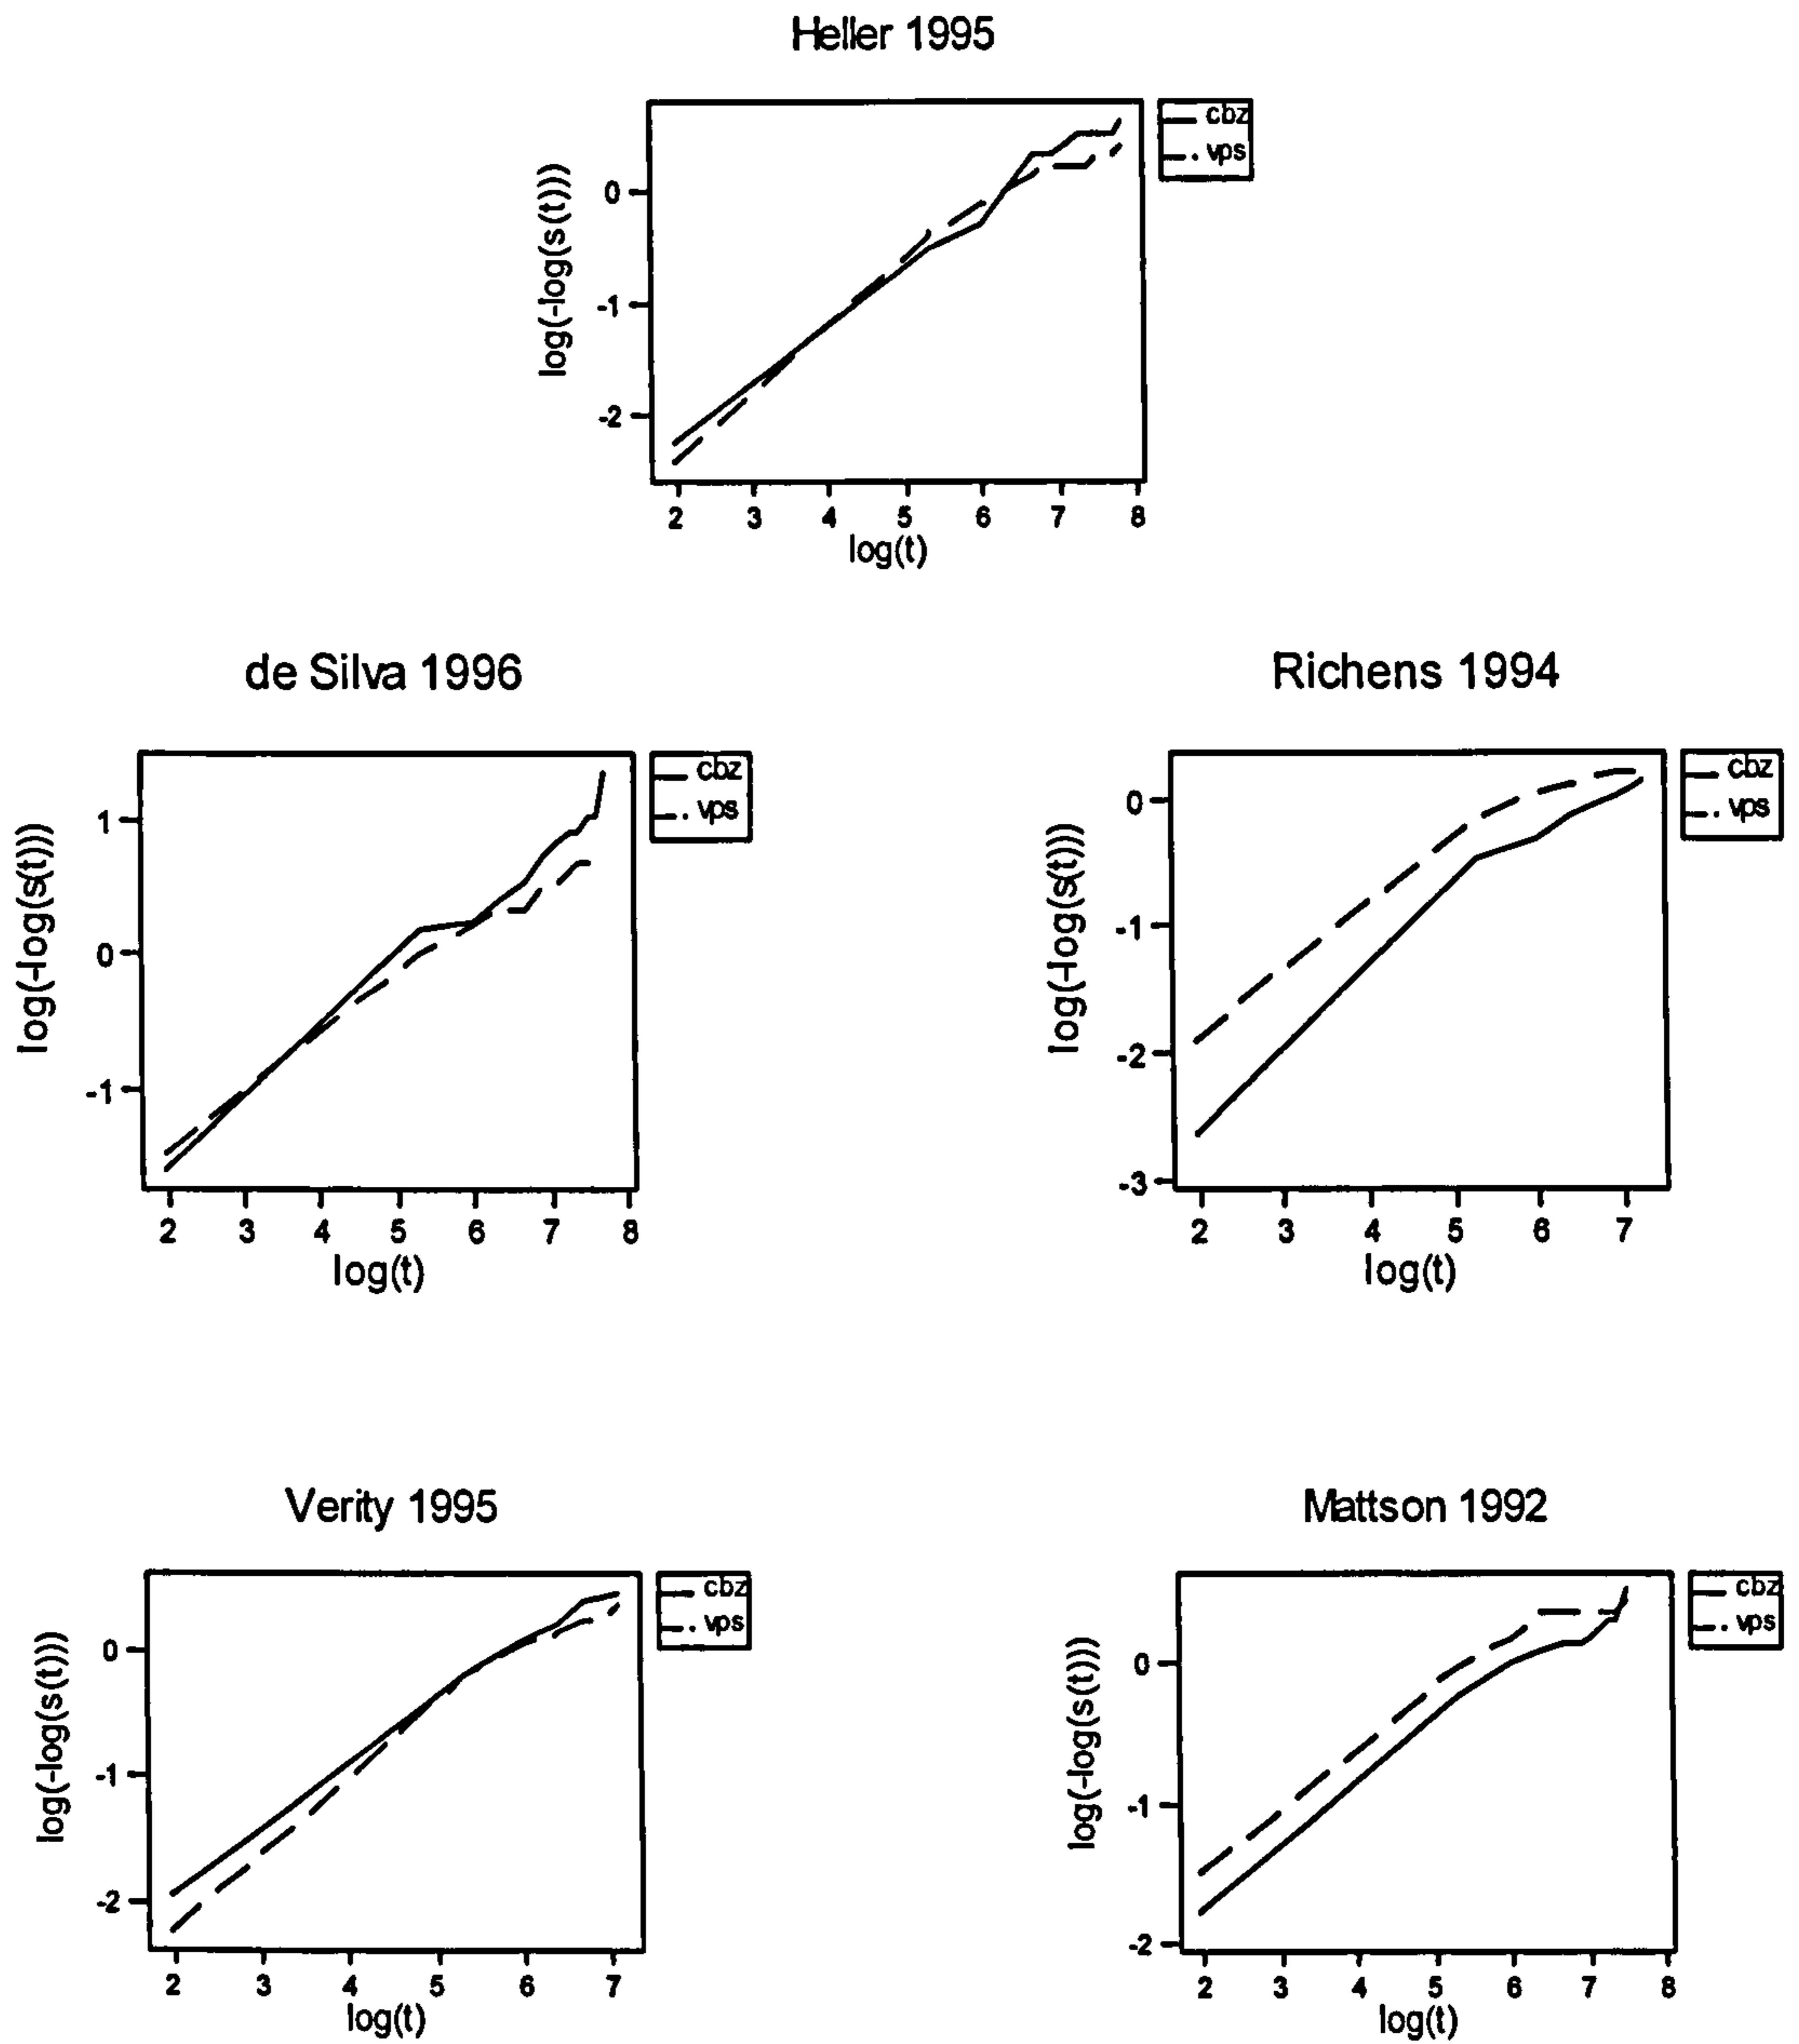 Heller 1995
cbz
vps
log(-log(s(t)))
0
-1
-2
2 3 4 5 6 7 8
log(t)
de Silva 1996
cbz
vps
log(-log(s(t)))
1
0
-1
2 3 4 5 6 7 8
log(t)
Richens 1994
cbz
vps
log(-log(s(t)))
0
-1
-2
-3
2 3 4 5 6 7
log(t)
Verity 1995
cbz
vps
log(-log(s(t)))
0
-1
-2
2 3 4 5 6 7
log(t)
Mattson 1992
cbz
vps
log(-log(s(t)))
0
-1
-2
2 3 4 5 6 7 8
log(t)